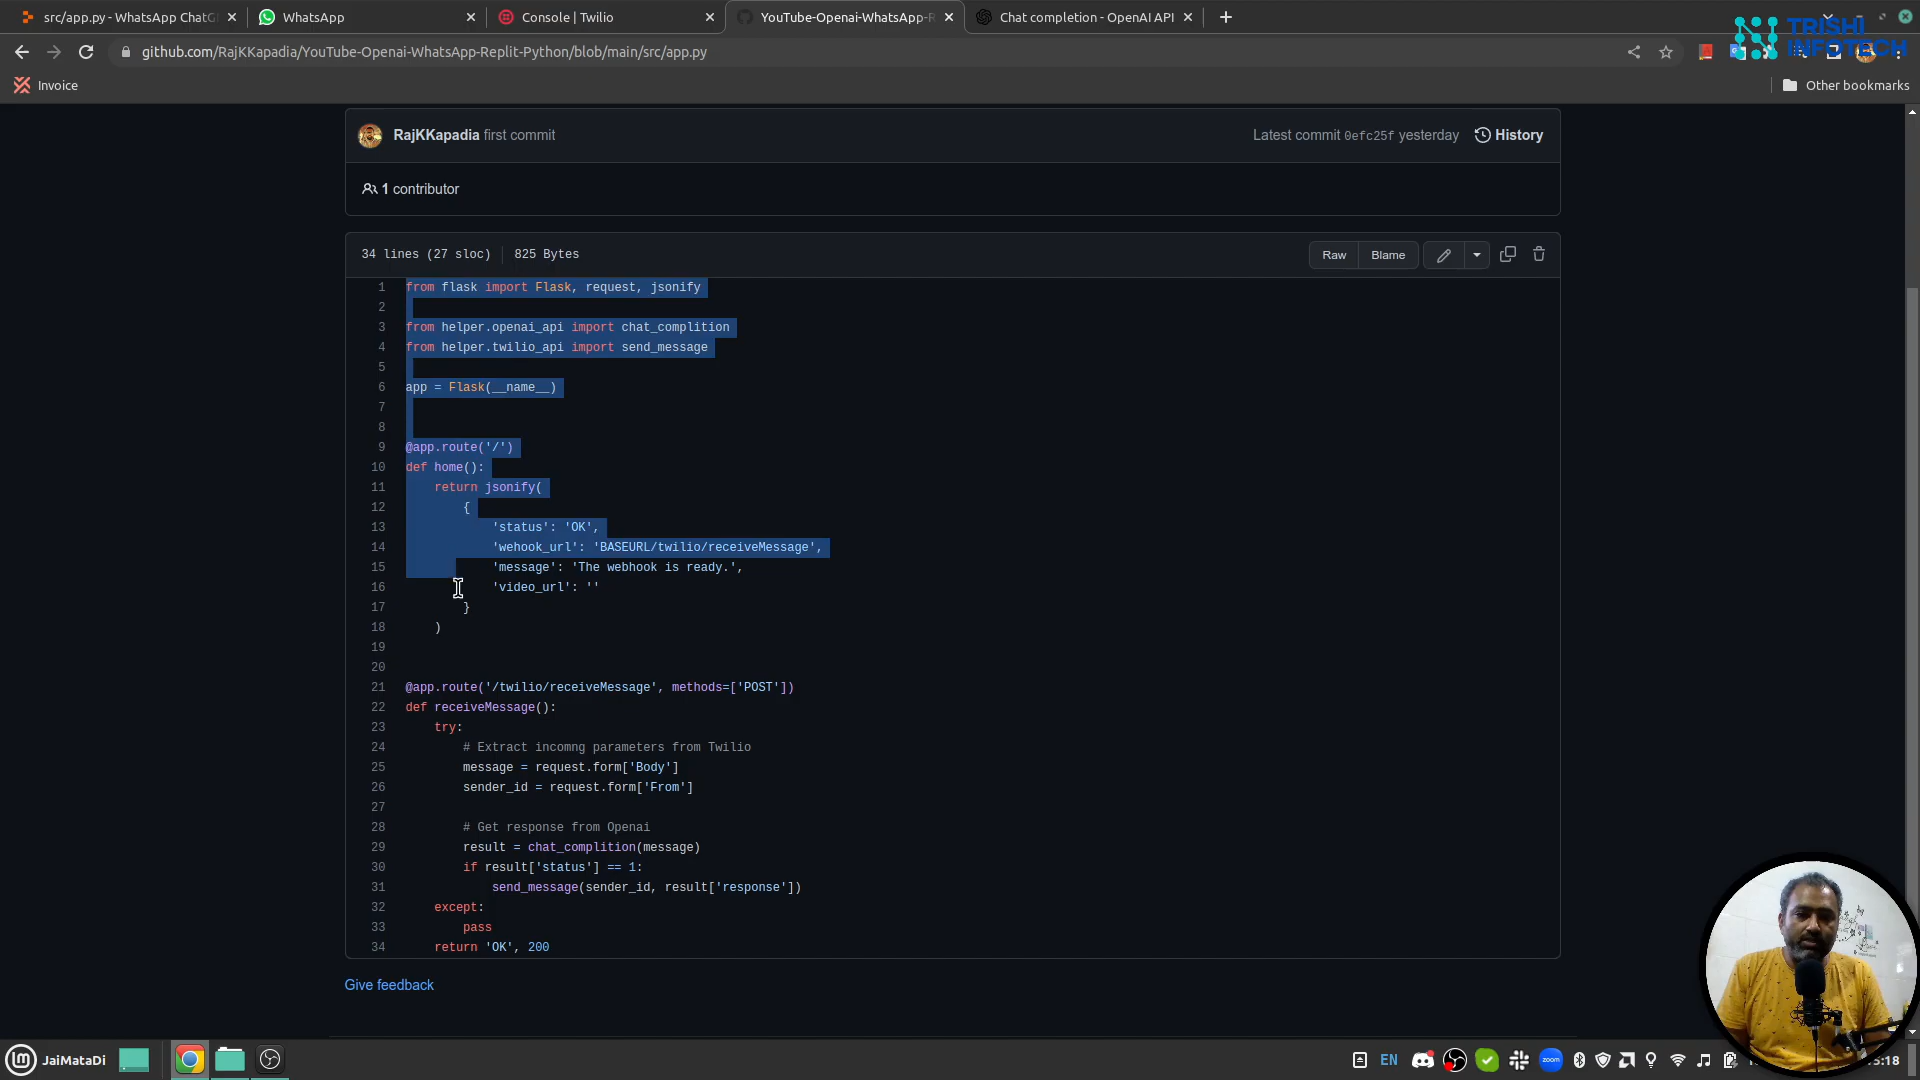 src/app.py - WhatsApp ChatG
WhatsApp
Console | Twilio
YouTube-Openai-WhatsApp-R
Chat completion - OpenAI API
TRISHI
INFOTECH
github.com/RajKKapadia/YouTube-Openai-WhatsApp-Replit-Python/blob/main/src/app.py
Invoice
Other bookmarks
RajKKapadia first commit
Latest commit 0efc25f yesterday
History
1 contributor
34 lines (27 sloc)
825 Bytes
Raw
Blame
1 from flask import Flask, request, jsonify
2
3 from helper.openai_api import chat_complition
4 from helper.twilio_api import send_message
5
6 app = Flask(__name__)
7
8
9 @app.route('/')
10 def home():
11 return jsonify(
12 {
13 'status': 'OK',
14 'wehook_url': 'BASEURL/twilio/receiveMessage',
15 'message': 'The webhook is ready.',
16 'video_url': ''
17 }
18 )
19
20
21 @app.route('/twilio/receiveMessage', methods=['POST'])
22 def receiveMessage():
23 try:
24 # Extract incomng parameters from Twilio
25 message = request.form['Body']
26 sender_id = request.form['From']
27
28 # Get response from Openai
29 result = chat_complition(message)
30 if result['status'] == 1:
31 send_message(sender_id, result['response'])
32 except:
33 pass
34 return 'OK', 200
Give feedback
JaiMataDi
EN
zoom
:18